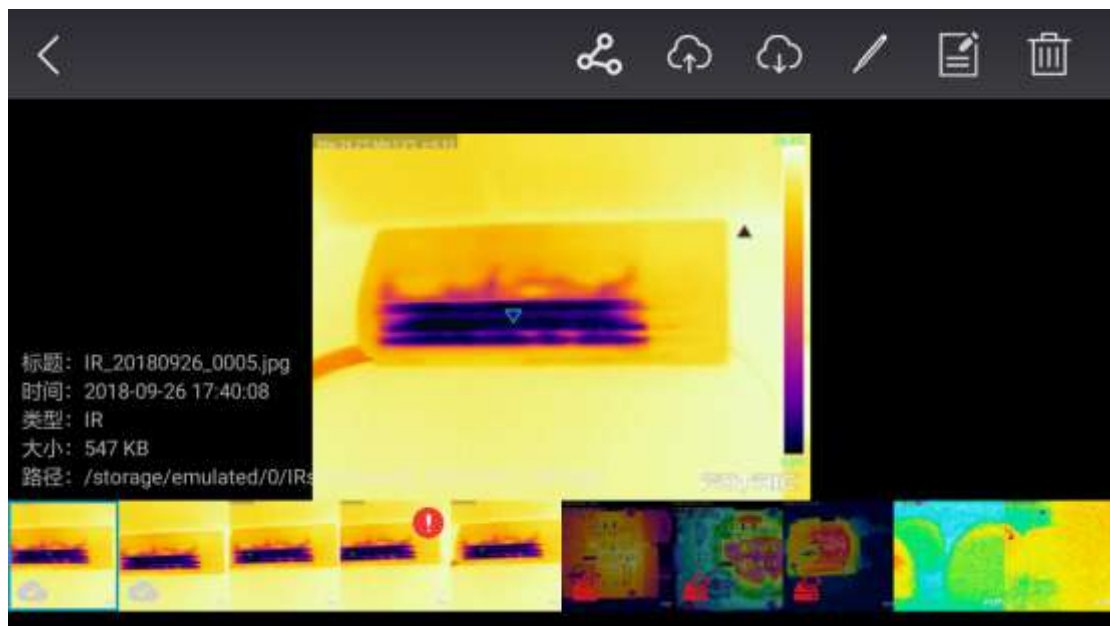 标题： IR_20180926_0005.jpg
时间： 2018-09-26 17:40:08
类型： IR
大小： 547 KB
路径： /storage/emulated/0/IRs